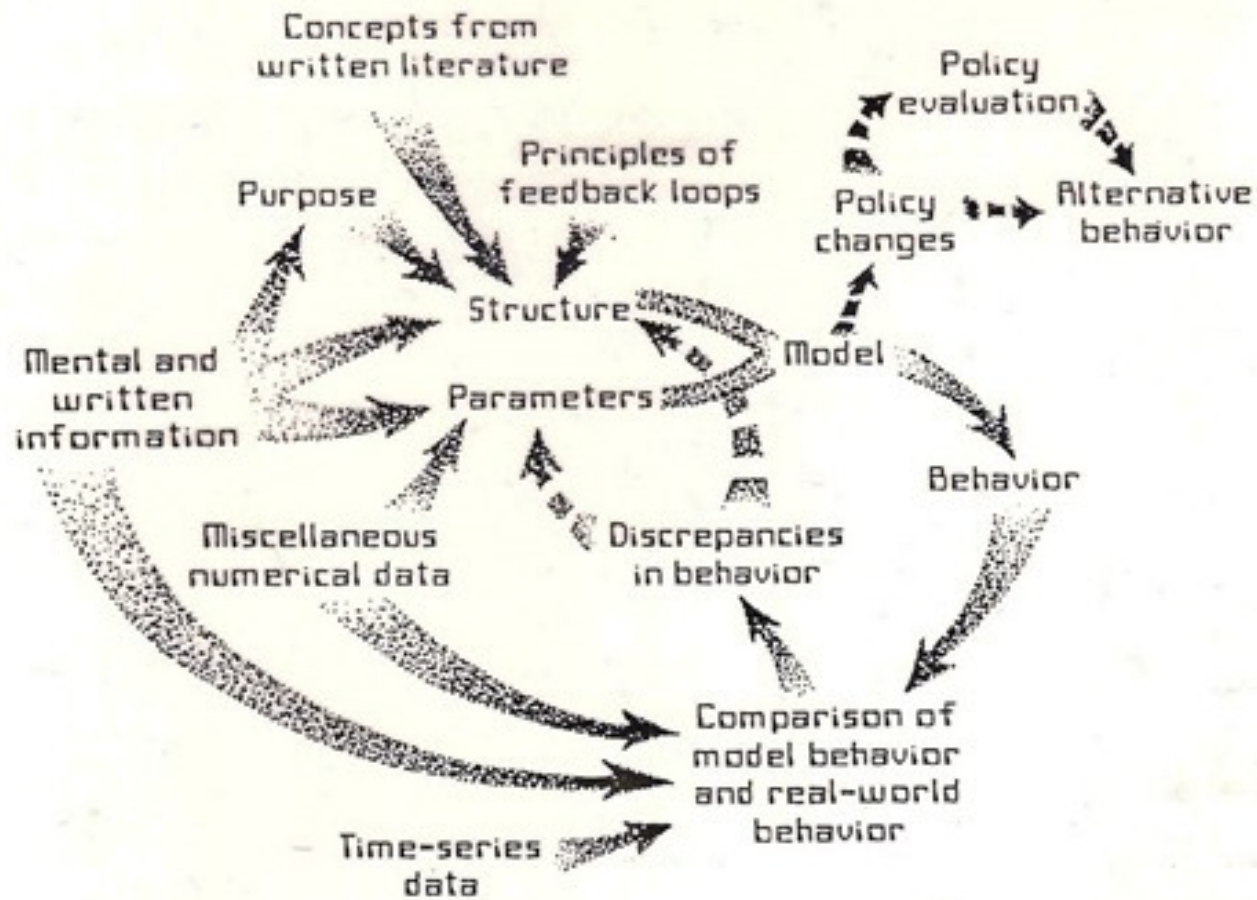 Concepts from
written literature
Policy
evaluation
Principles of
feedback loops
Purpose
Policy
changes
Alternative
behavior
Structure
Mental and
written
information
Model
Parameters
Behavior
Miscellaneous
numerical data
Discrepancies
in behavior
Comparison of
model behavior
and real-world
behavior
Time-series
data